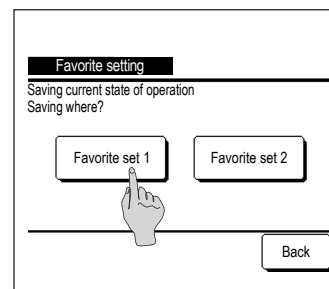 Favorite setting
Saving current state of operation
Saving where?
Favorite set 1 Favorite set 2
Back